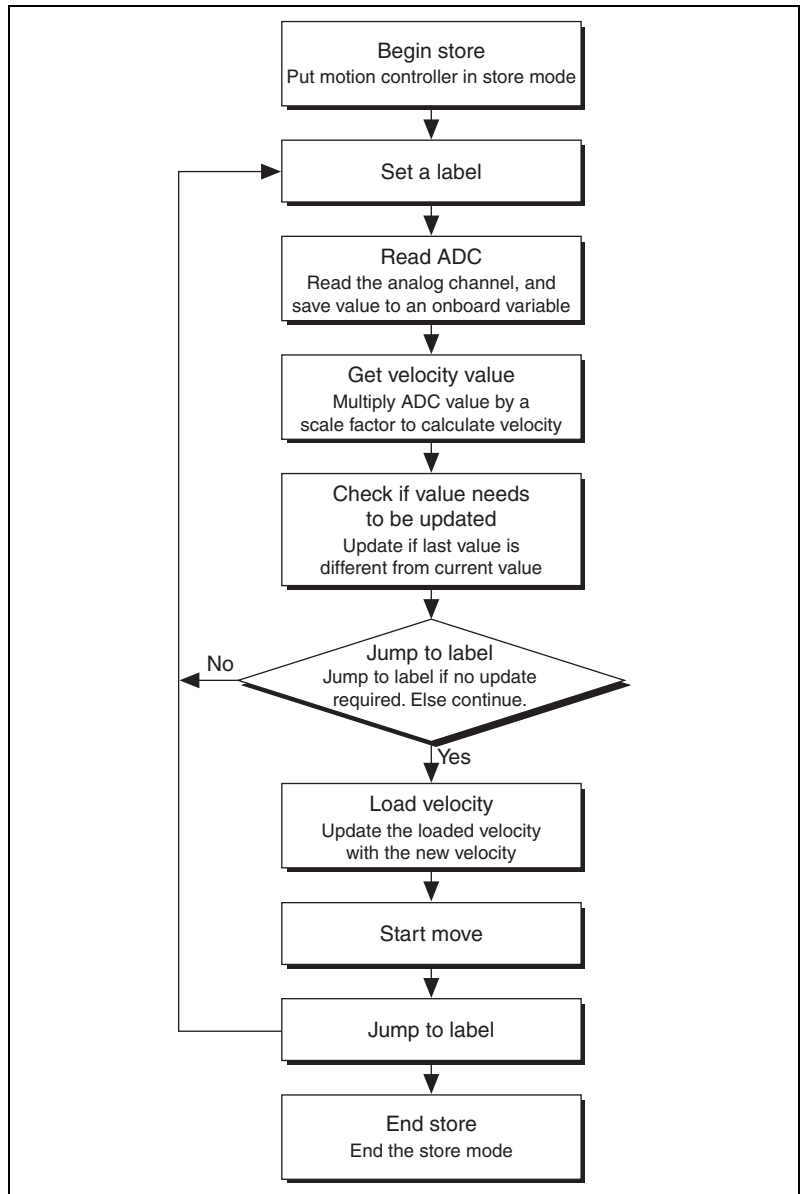 Begin store
Put motion controller in store mode
Set a label
Read ADC
Read the analog channel, and
save value to an onboard variable
Get velocity value
Multiply ADC value by a
scale factor to calculate velocity
Check if value needs
to be updated
Update if last value is
different from current value
Jump to label
Jump to label if no update
required. Else continue.
No
Yes
Load velocity
Update the loaded velocity
with the new velocity
Start move
Jump to label
End store
End the store mode